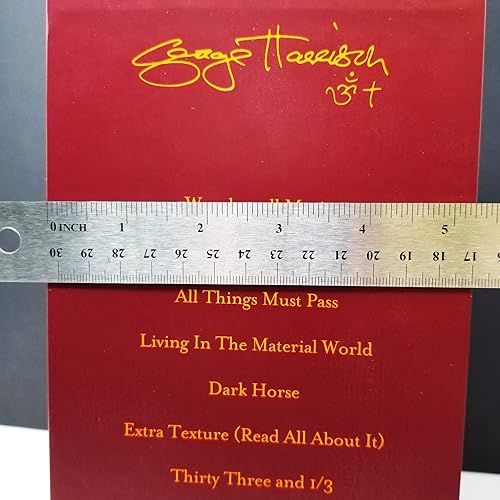 George Harrison
ॐ †
0 INCH 1 2 3 4 5
30 29 28 27 26 25 24 23 22 21 20 19 18 17
All Things Must Pass
Living In The Material World
Dark Horse
Extra Texture (Read All About It)
Thirty Three and 1/3